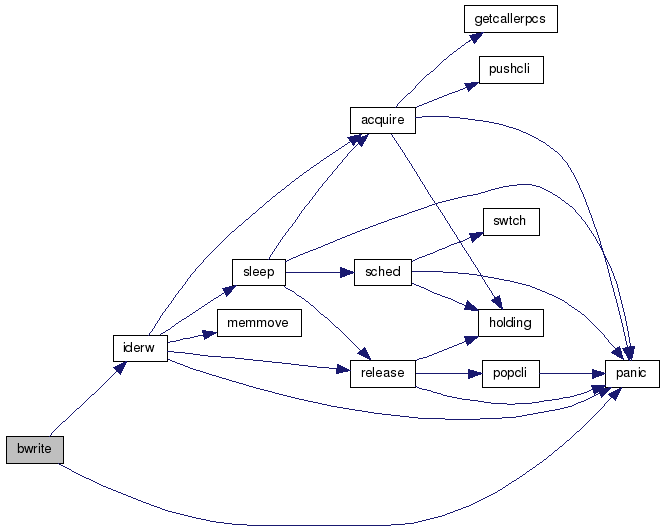 getcallerpcs
pushcli
acquire
swtch
sleep
sched
memmove
holding
iderw
release
popcli
panic
bwrite